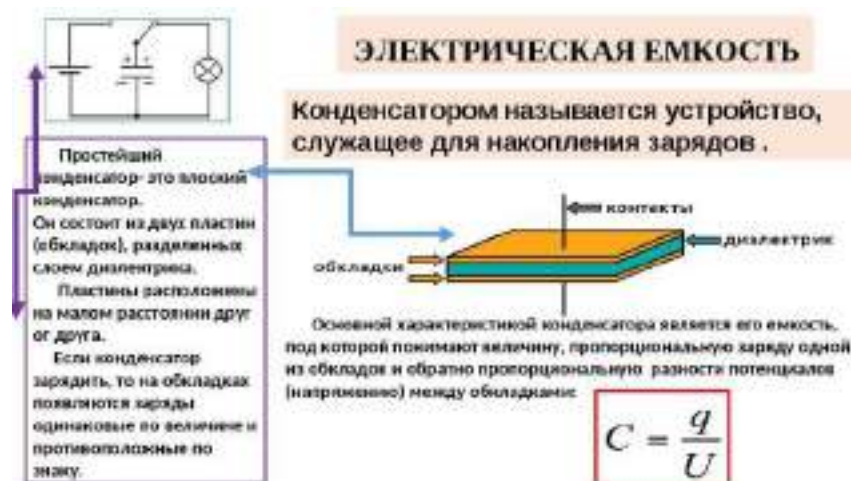 ЭЛЕКТРИЧЕСКАЯ ЕМКОСТЬ
Конденсатором называется устройство,
служащее для накопления зарядов .
Простейший
конденсатор- это плоский
конденсатор.
Он состоит из двух пластин
(обкладок), разделенных
слоем диэлектрика.
Пластины расположены
на малом расстоянии друг
от друга.
Если конденсатор
зарядить, то на обкладках
появляются заряды
одинаковые по величине и
противоположные по
знаку.
контакты
диэлектрик
обкладки
Основной характеристикой конденсатора является его емкость,
под которой понимают величину, пропорциональную заряду одной
из обкладок и обратно пропорциональную разности потенциалов
(напряжению) между обкладками:
C = q/U